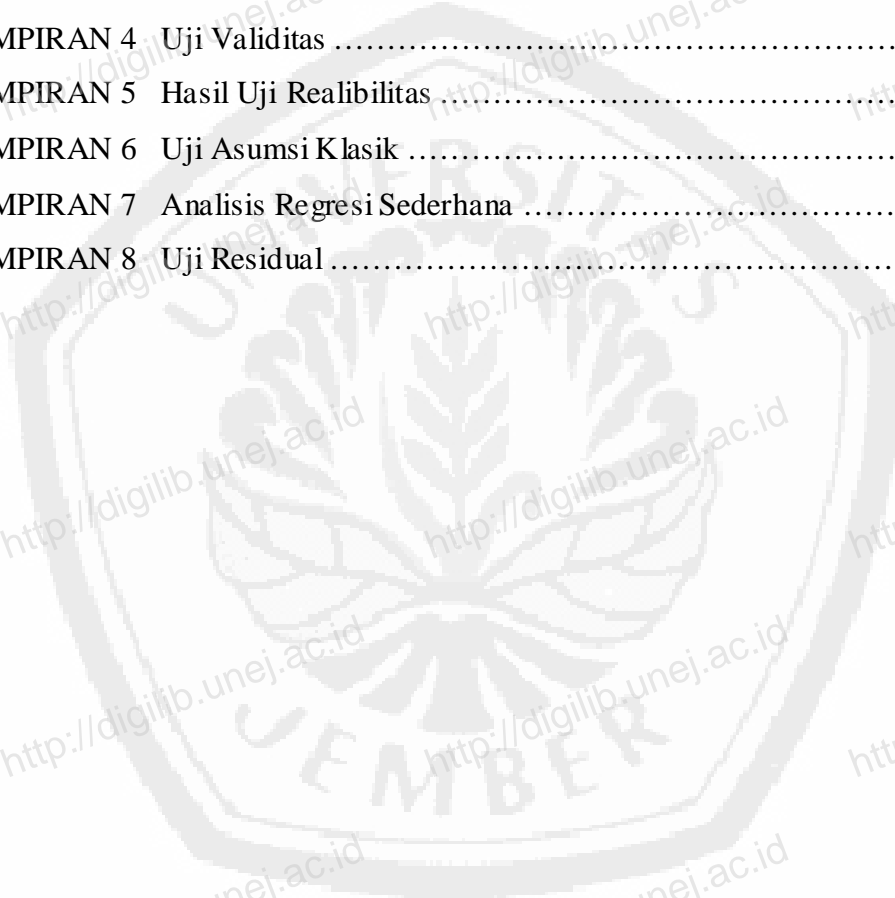 MPIRAN 4 Uji Validitas ........................................................
MPIRAN 5 Hasil Uji Realibilitas ........................................................
MPIRAN 6 Uji Asumsi Klasik ........................................................
MPIRAN 7 Analisis Regresi Sederhana ........................................................
MPIRAN 8 Uji Residual ........................................................
UNIVERSITAS
JEMBER
http://digilib.unej.ac.id
http://digilib.unej.ac.id
http://digilib.unej.ac.id
http://digilib.unej.ac.id
http://digilib.unej.ac.id
http://digilib.unej.ac.id